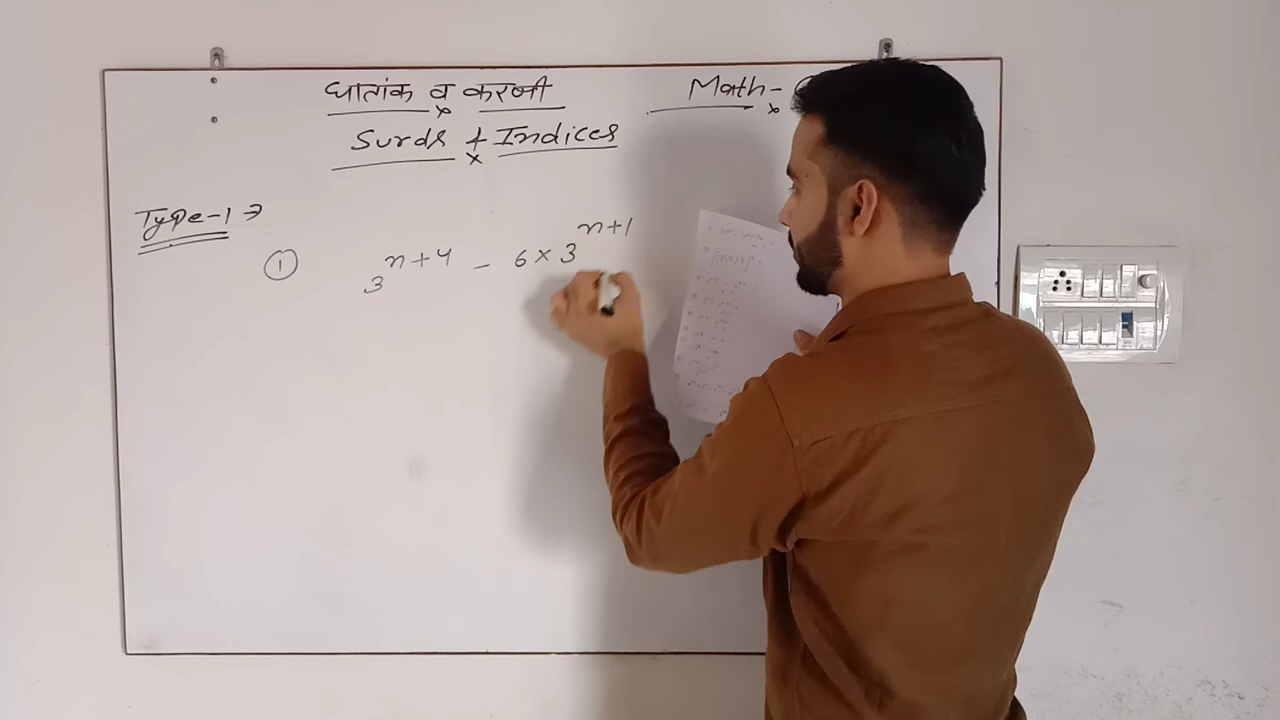 घातांक व करणी Math-
Surds & Indices
Type-1 →
① 3^{n+4} - 6 × 3^{n+1}